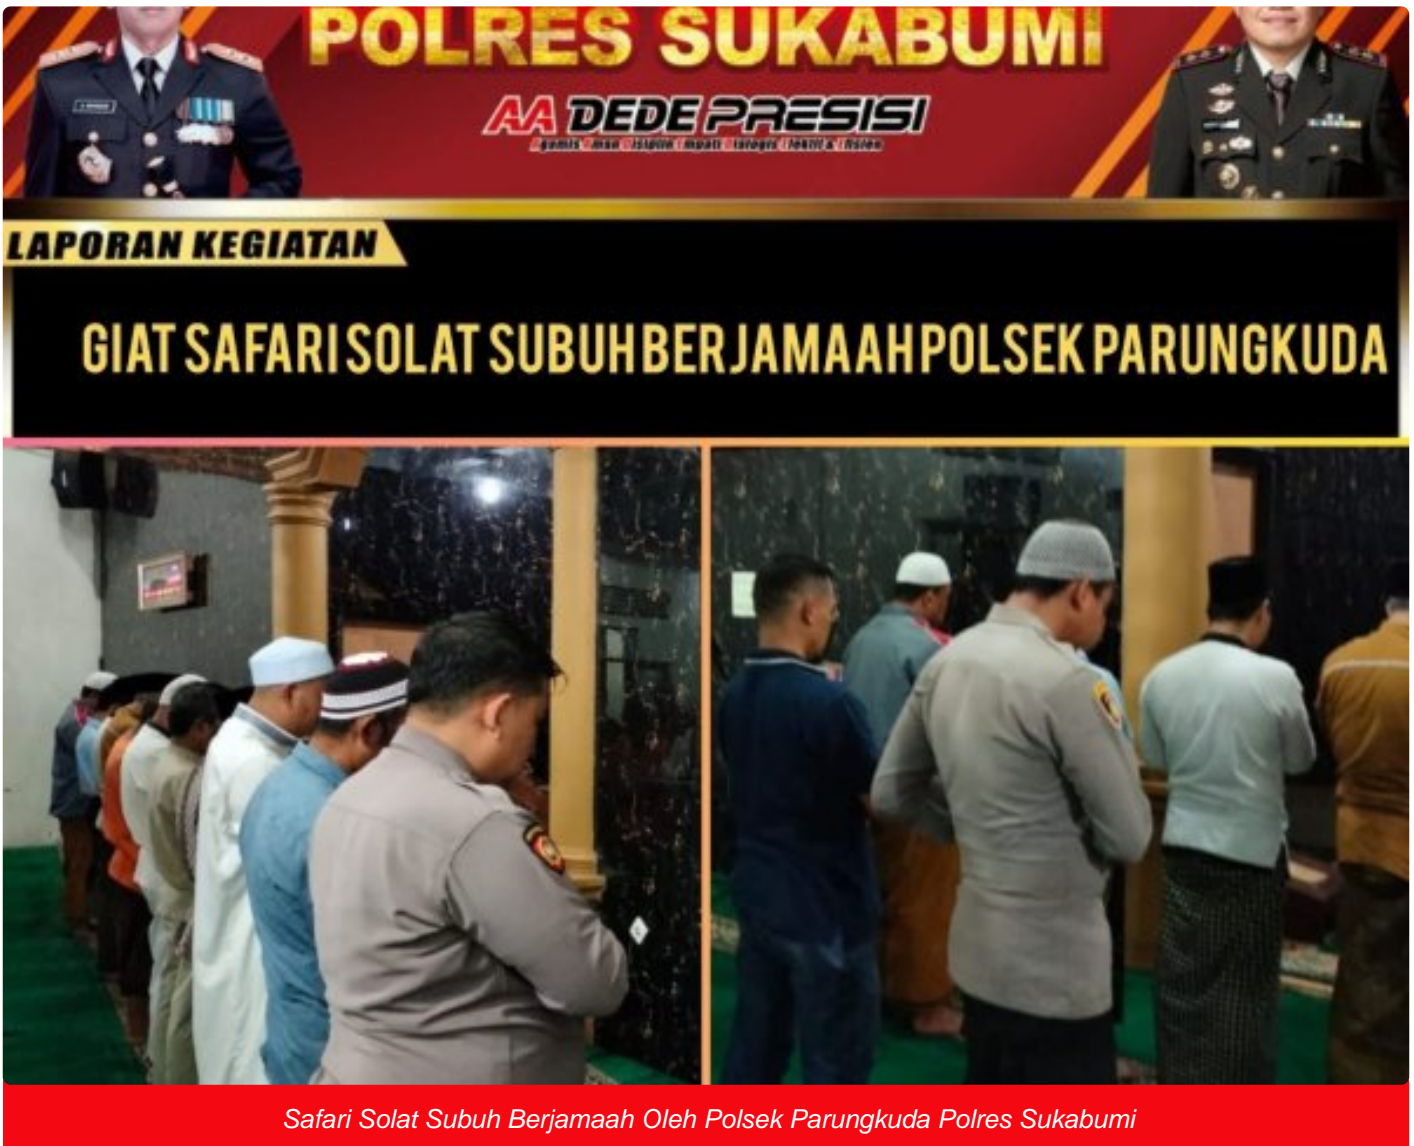 POLRES SUKABUMI
AA DEDE PRESISI
LAPORAN KEGIATAN
GIAT SAFARI SOLAT SUBUH BERJAMAAH POLSEK PARUNGKUDA
Safari Solat Subuh Berjamaah Oleh Polsek Parungkuda Polres Sukabumi